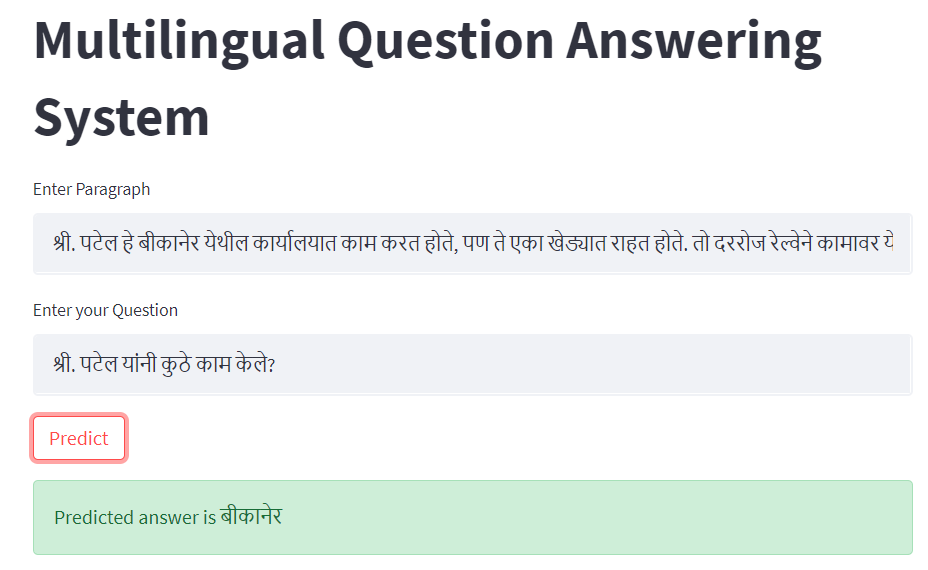 Multilingual Question Answering
System
Enter Paragraph
श्री. पटेल हे बीकानेर येथील कार्यालयात काम करत होते, पण ते एका खेड्यात राहत होते. तो दररोज रेल्वेने कामावर ये
Enter your Question
श्री. पटेल यांनी कुठे काम केले?
Predict
Predicted answer is बीकानेर